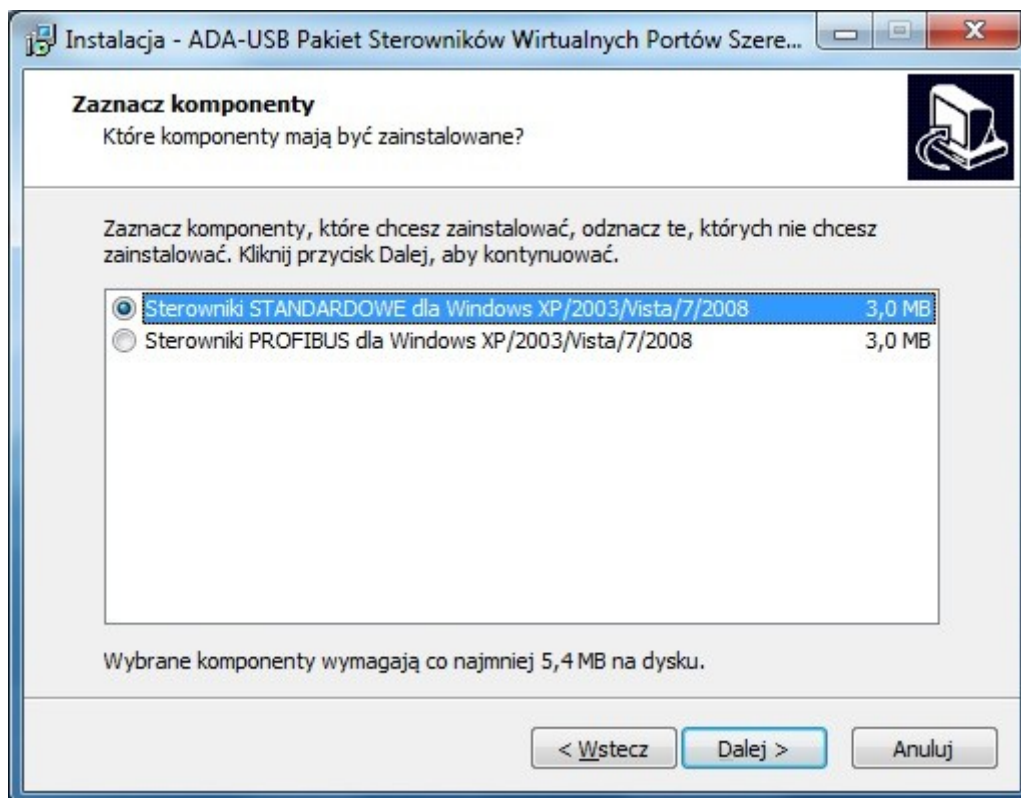 Instalacja - ADA-USB Pakiet Sterowników Wirtualnych Portów Szere...
Zaznacz komponenty
Które komponenty mają być zainstalowane?
Zaznacz komponenty, które chcesz zainstalować, odznacz te, których nie chcesz
zainstalować. Kliknij przycisk Dalej, aby kontynuować.
Sterowniki STANDARDOWE dla Windows XP/2003/Vista/7/2008 3,0 MB
Sterowniki PROFIBUS dla Windows XP/2003/Vista/7/2008 3,0 MB
Wybrane komponenty wymagają co najmniej 5,4 MB na dysku.
< Wstecz Dalej > Anuluj